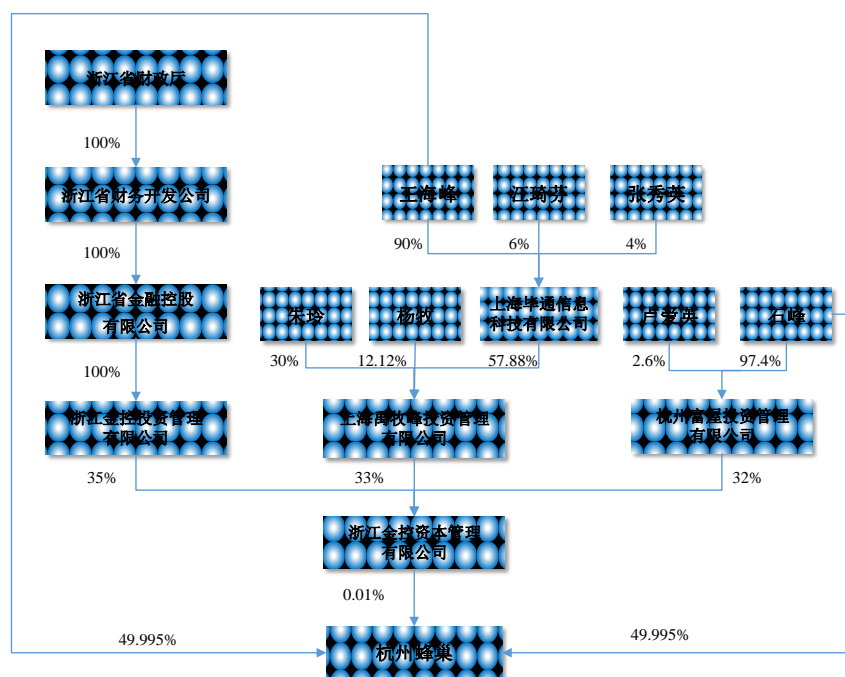 浙江省财政厅
100%
浙江省财务开发公司
王海峰
汪琦芬
张秀英
100%
90%
6%
4%
浙江省金融控股
有限公司
朱玲
杨牧
上海毕通信息
科技有限公司
卢爱英
石峰
100%
30%
12.12%
57.88%
2.6%
97.4%
浙江金控投资管理
有限公司
上海禹牧峰投资管理
有限公司
杭州富渥投资管理
有限公司
35%
33%
32%
浙江金控资本管理
有限公司
0.01%
49.995%
49.995%
杭州蜂巢